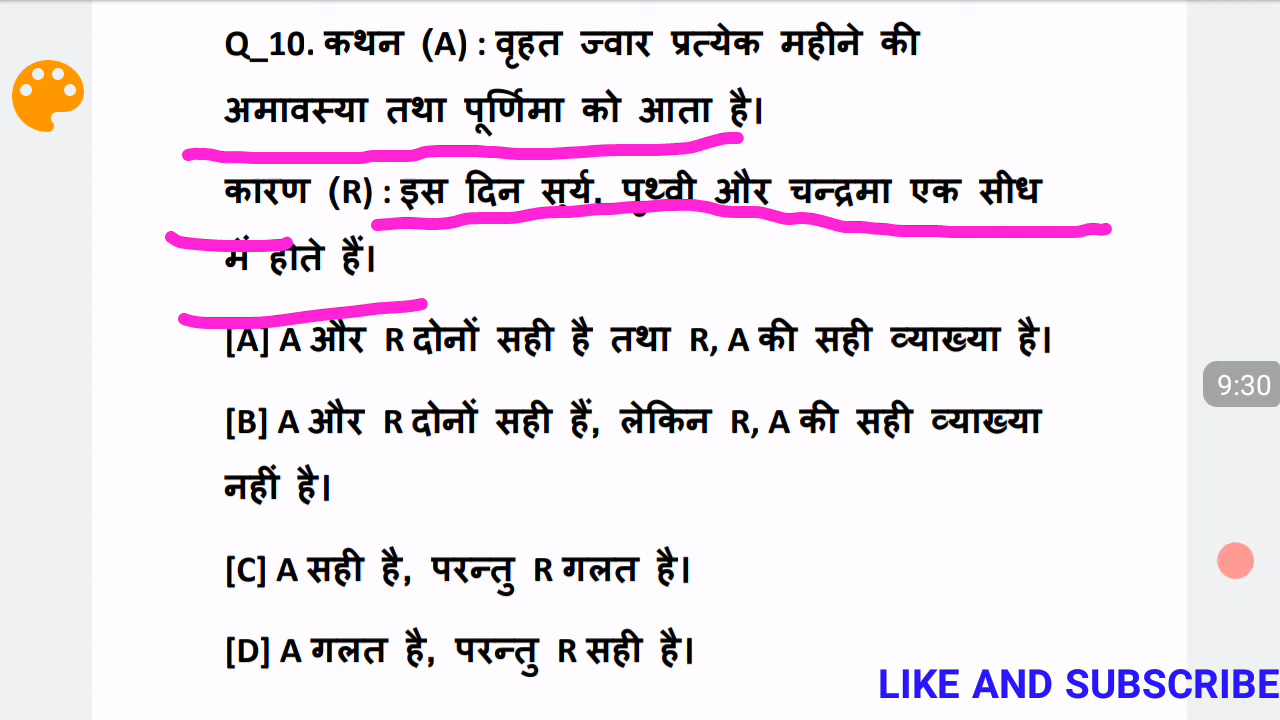 Q_10. कथन (A) : वृहत ज्वार प्रत्येक महीने की
अमावस्या तथा पूर्णिमा को आता है।
कारण (R) : इस दिन सूर्य, पृथ्वी और चन्द्रमा एक सीध
में होते हैं।
[A] A और R दोनों सही है तथा R, A की सही व्याख्या है।
[B] A और R दोनों सही हैं, लेकिन R, A की सही व्याख्या
नहीं है।
[C] A सही है, परन्तु R गलत है।
[D] A गलत है, परन्तु R सही है।
9:30
LIKE AND SUBSCRIBE